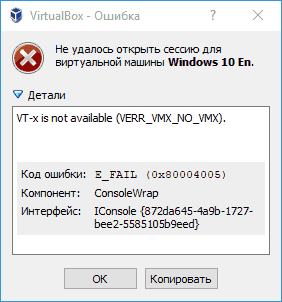 VirtualBox - Ошибка
Не удалось открыть сессию для
виртуальной машины Windows 10 En.
Детали
VT-x is not available (VERR_VMX_NO_VMX).
Код ошибки: E_FAIL (0x80004005)
Компонент: ConsoleWrap
Интерфейс: IConsole {872da645-4a9b-1727-
bee2-5585105b9eed}
OK Копировать